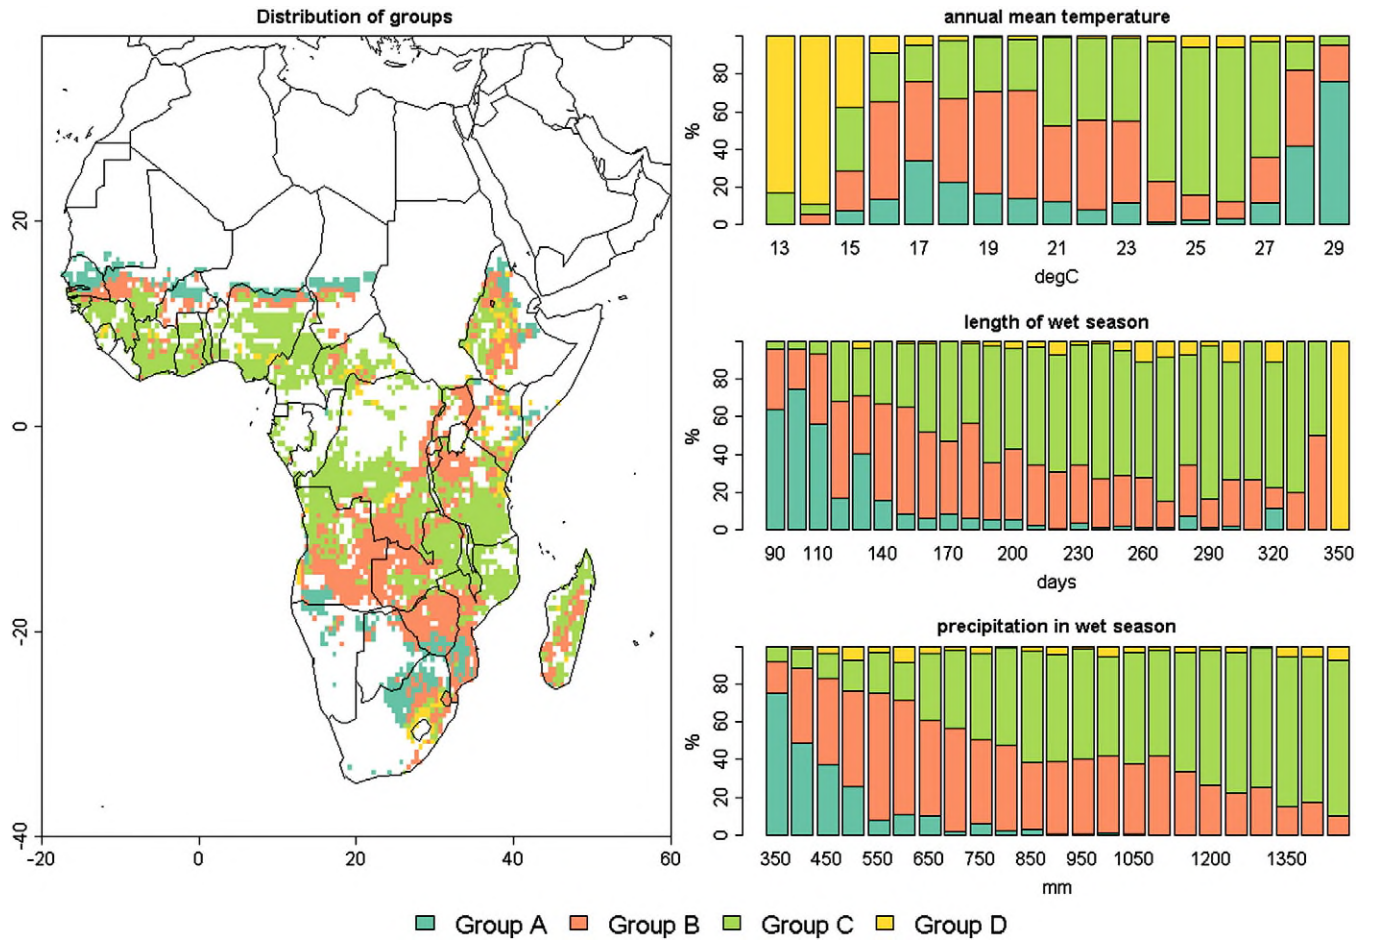 Distribution of groups
20
0
-20
-40
-20 0 20 40 60
annual mean temperature
%
80
60
40
20
0
13 15 17 19 21 23 25 27 29
degC
length of wet season
%
80
60
40
20
0
90 110 140 170 200 230 260 290 320 350
days
precipitation in wet season
%
80
60
40
20
0
350 450 550 650 750 850 950 1050 1200 1350
mm
Group A Group B Group C Group D